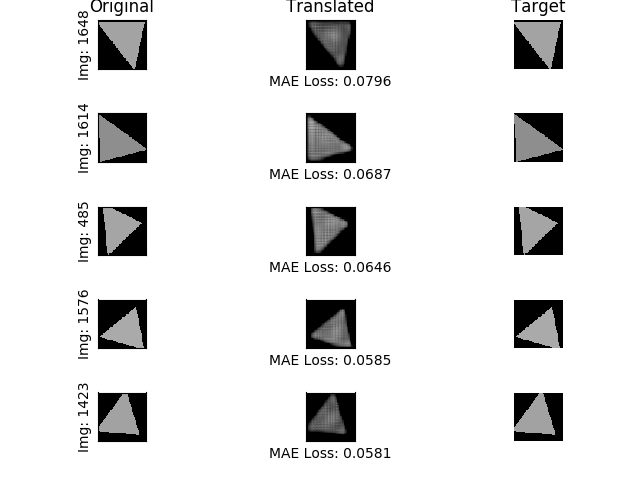 Original Translated Target
Img: 1648
MAE Loss: 0.0796
Img: 1614
MAE Loss: 0.0687
Img: 485
MAE Loss: 0.0646
Img: 1576
MAE Loss: 0.0585
Img: 1423
MAE Loss: 0.0581